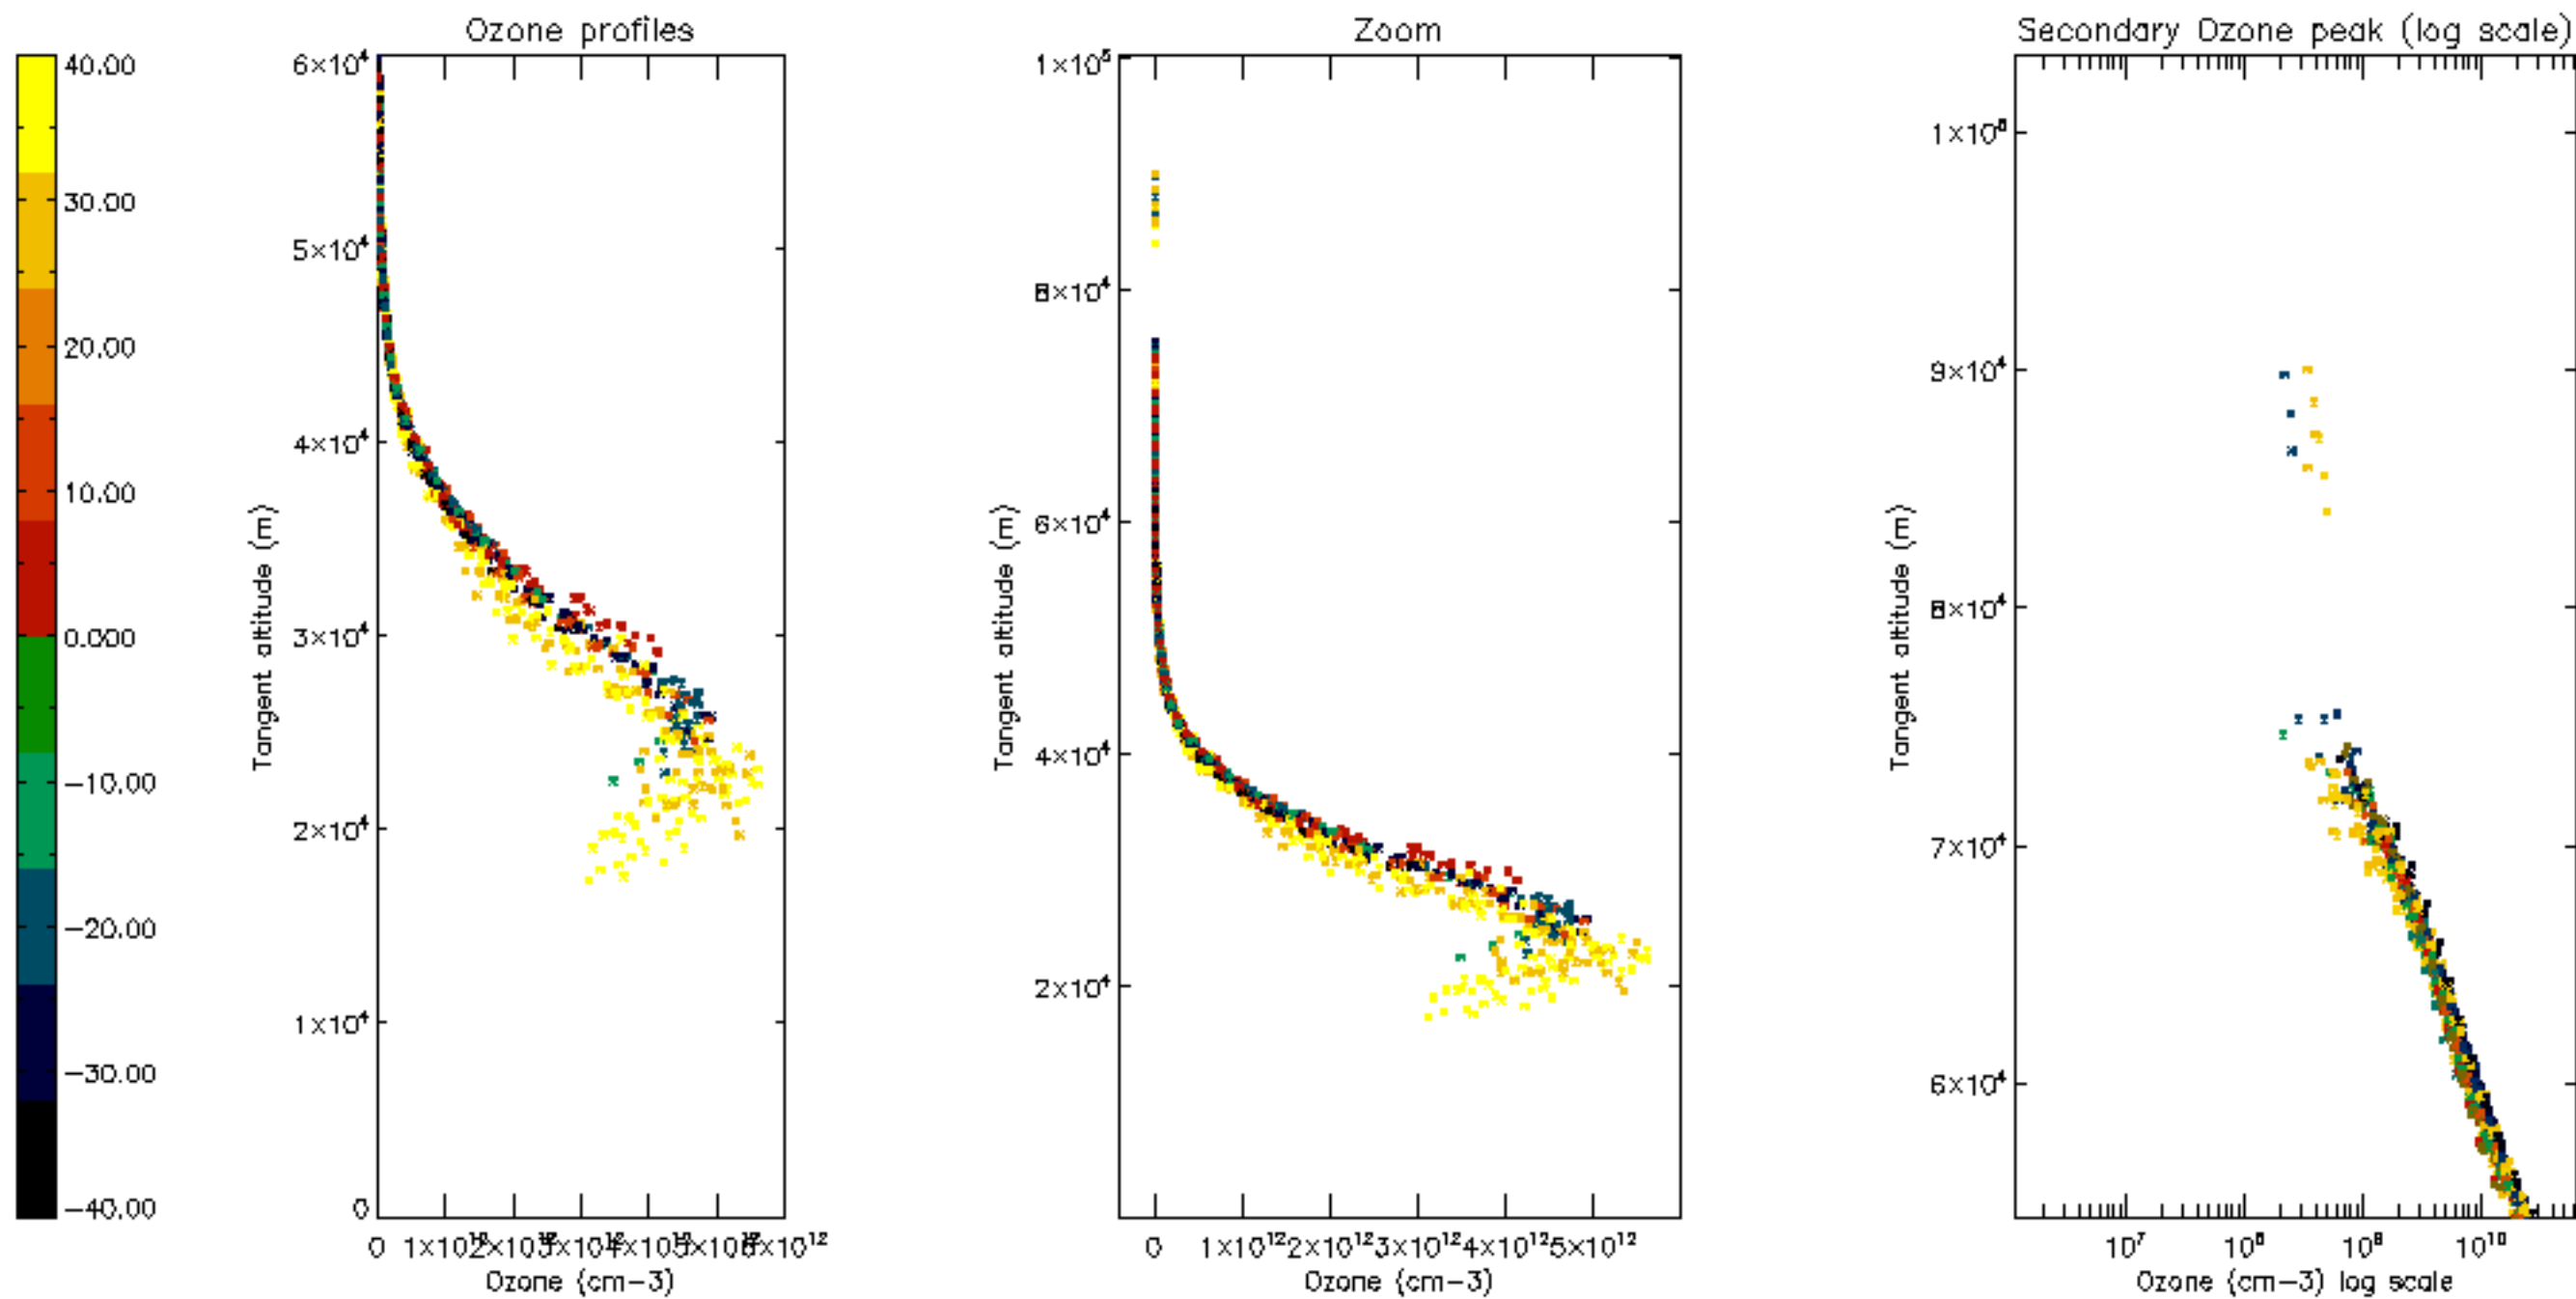 Ozone profiles
Zoom
Secondary Ozone peak (log scale)
40.00
30.00
20.00
10.00
−10.00
−20.00
−30.00
−40.00
6×10⁴
5×10⁴
4×10⁴
3×10⁴
2×10⁴
1×10⁴
0
Tangent altitude (m)
0
Ozone (cm−3)
1×10⁵
8×10⁴
6×10⁴
4×10⁴
2×10⁴
Tangent altitude (m)
0 1×10¹² 2×10¹² 3×10¹² 4×10¹² 5×10¹²
Ozone (cm−3)
9×10⁴
8×10⁴
7×10⁴
6×10⁴
Tangent altitude (m)
10⁷ 10⁸ 10⁹ 10¹⁰
Ozone (cm−3) log scale